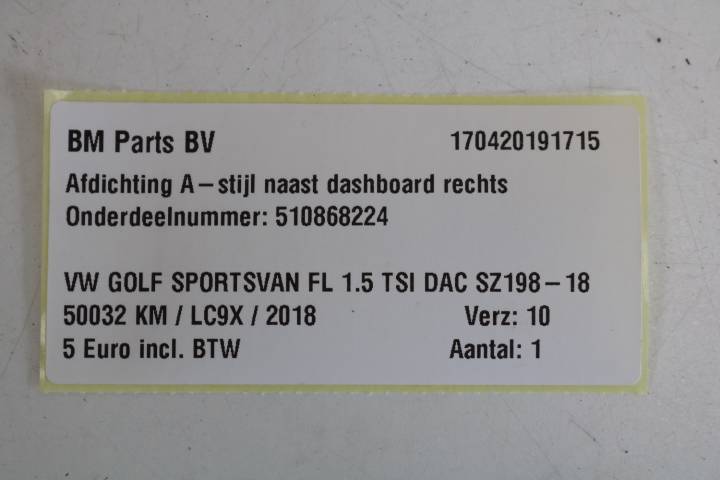 BM Parts BV 170420191715
Afdichting A-stijl naast dashboard rechts
Onderdeelnummer: 510868224
VW GOLF SPORTSVAN FL 1.5 TSI DAC SZ198-18
50032 KM / LC9X / 2018 Verz: 10
5 Euro incl. BTW Aantal: 1